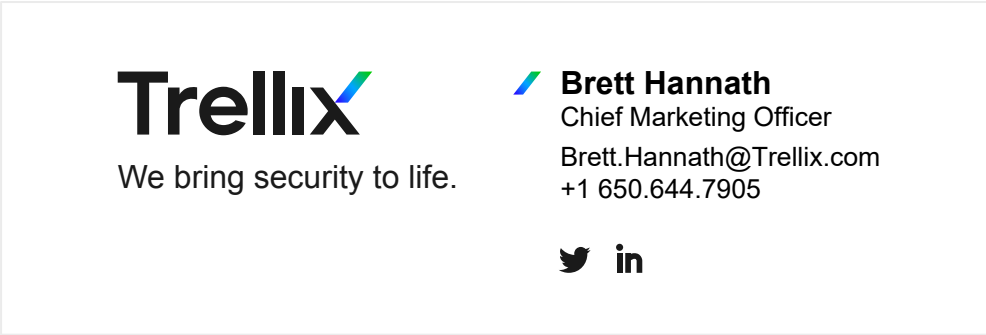 Trellix
We bring security to life.
Brett Hannath
Chief Marketing Officer
Brett.Hannath@Trellix.com
+1 650.644.7905
in